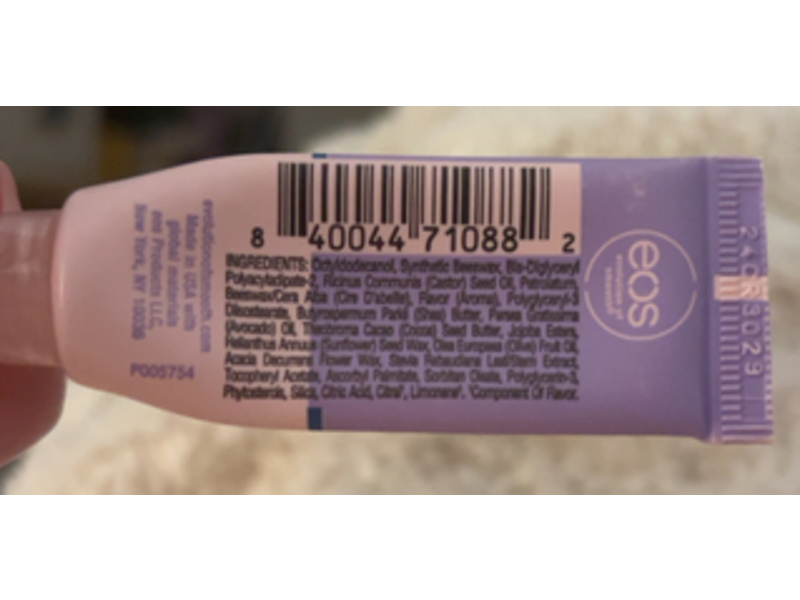 8 40044 71088 2
INGREDIENTS: Octyldodecanol, Synthetic Beeswax, Bis-Diglyceryl
Polyacyladipate-2, Ricinus Communis (Castor) Seed Oil, Petrolatum,
Beeswax/Cera Alba (Cire D'abeille), Flavor (Aroma), Polyglyceryl-3
Diisostearate, Butyrospermum Parkii (Shea) Butter, Persea Gratissima
(Avocado) Oil, Theobroma Cacao (Cocoa) Seed Butter, Jojoba Esters,
Helianthus Annuus (Sunflower) Seed Wax, Olea Europaea (Olive) Fruit Oil,
Acacia Decurrens Flower Wax, Stevia Rebaudiana Leaf/Stem Extract,
Tocopheryl Acetate, Ascorbyl Palmitate, Sorbitan Oleate, Polyglycerin-3,
Phytosterols, Silica, Citric Acid, Citral*, Limonene*. *Component Of Flavor.
evolutionofsmooth.com
Made in USA with
global materials
eos Products LLC,
New York, NY
P005754
eos
evolution of
smooth®
3029